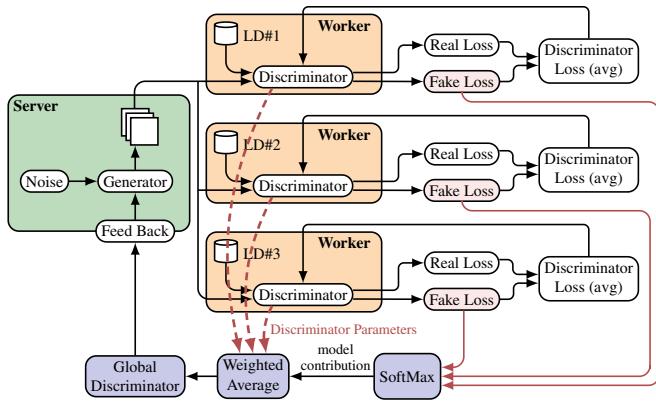 LD#1
Worker
Discriminator
Real Loss
Fake Loss
Discriminator
Loss (avg)
Server
Noise
Generator
Feed Back
LD#2
Worker
Discriminator
Real Loss
Fake Loss
Discriminator
Loss (avg)
LD#3
Worker
Discriminator
Real Loss
Fake Loss
Discriminator
Loss (avg)
Discriminator Parameters
Global
Discriminator
Weighted
Average
model
contribution
SoftMax